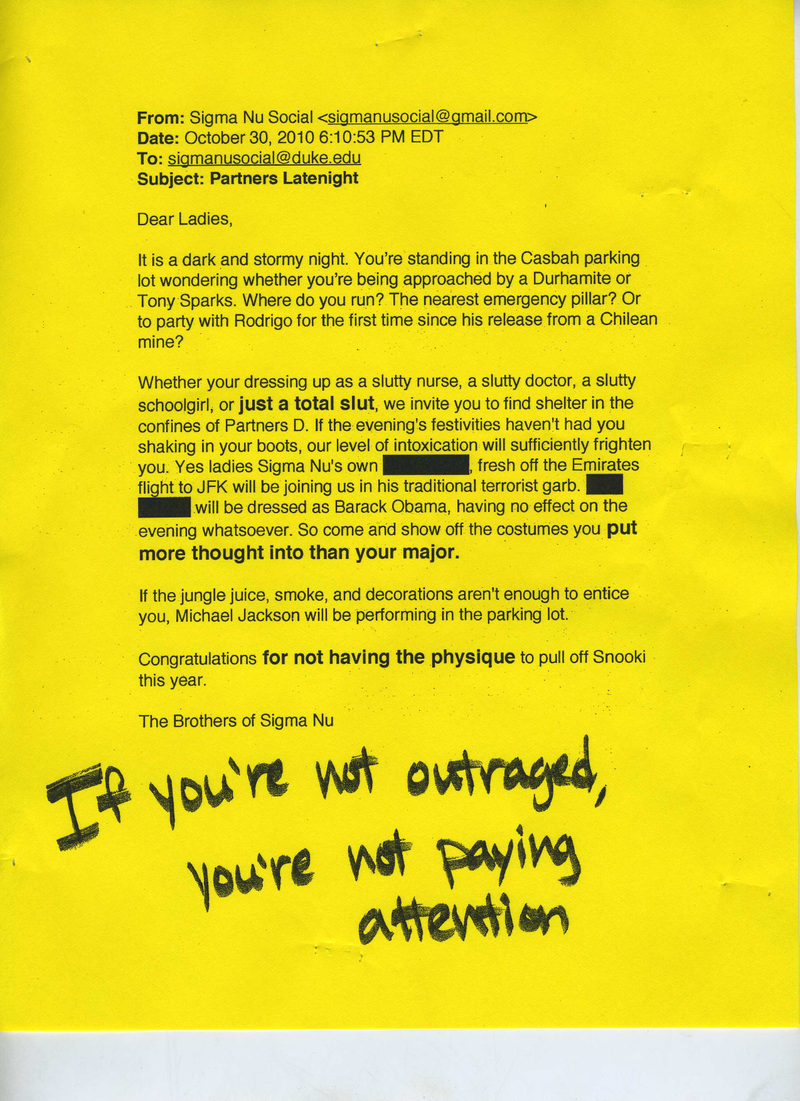 From: Sigma Nu Social <sigmanusocial@gmail.com>
Date: October 30, 2010 6:10:53 PM EDT
To: sigmanusocial@duke.edu
Subject: Partners Latenight
Dear Ladies,
It is a dark and stormy night. You're standing in the Casbah parking
lot wondering whether you're being approached by a Durhamite or
Tony Sparks. Where do you run? The nearest emergency pillar? Or
to party with Rodrigo for the first time since his release from a Chilean
mine?
Whether your dressing up as a slutty nurse, a slutty doctor, a slutty
schoolgirl, or just a total slut, we invite you to find shelter in the
confines of Partners D. If the evening's festivities haven't had you
shaking in your boots, our level of intoxication will sufficiently frighten
you. Yes ladies Sigma Nu's own , fresh off the Emirates
flight to JFK will be joining us in his traditional terrorist garb.
will be dressed as Barack Obama, having no effect on the
evening whatsoever. So come and show off the costumes you put
more thought into than your major.
If the jungle juice, smoke, and decorations aren't enough to entice
you, Michael Jackson will be performing in the parking lot.
Congratulations for not having the physique to pull off Snooki
this year.
The Brothers of Sigma Nu
If you're not outraged,
you're not paying
attention